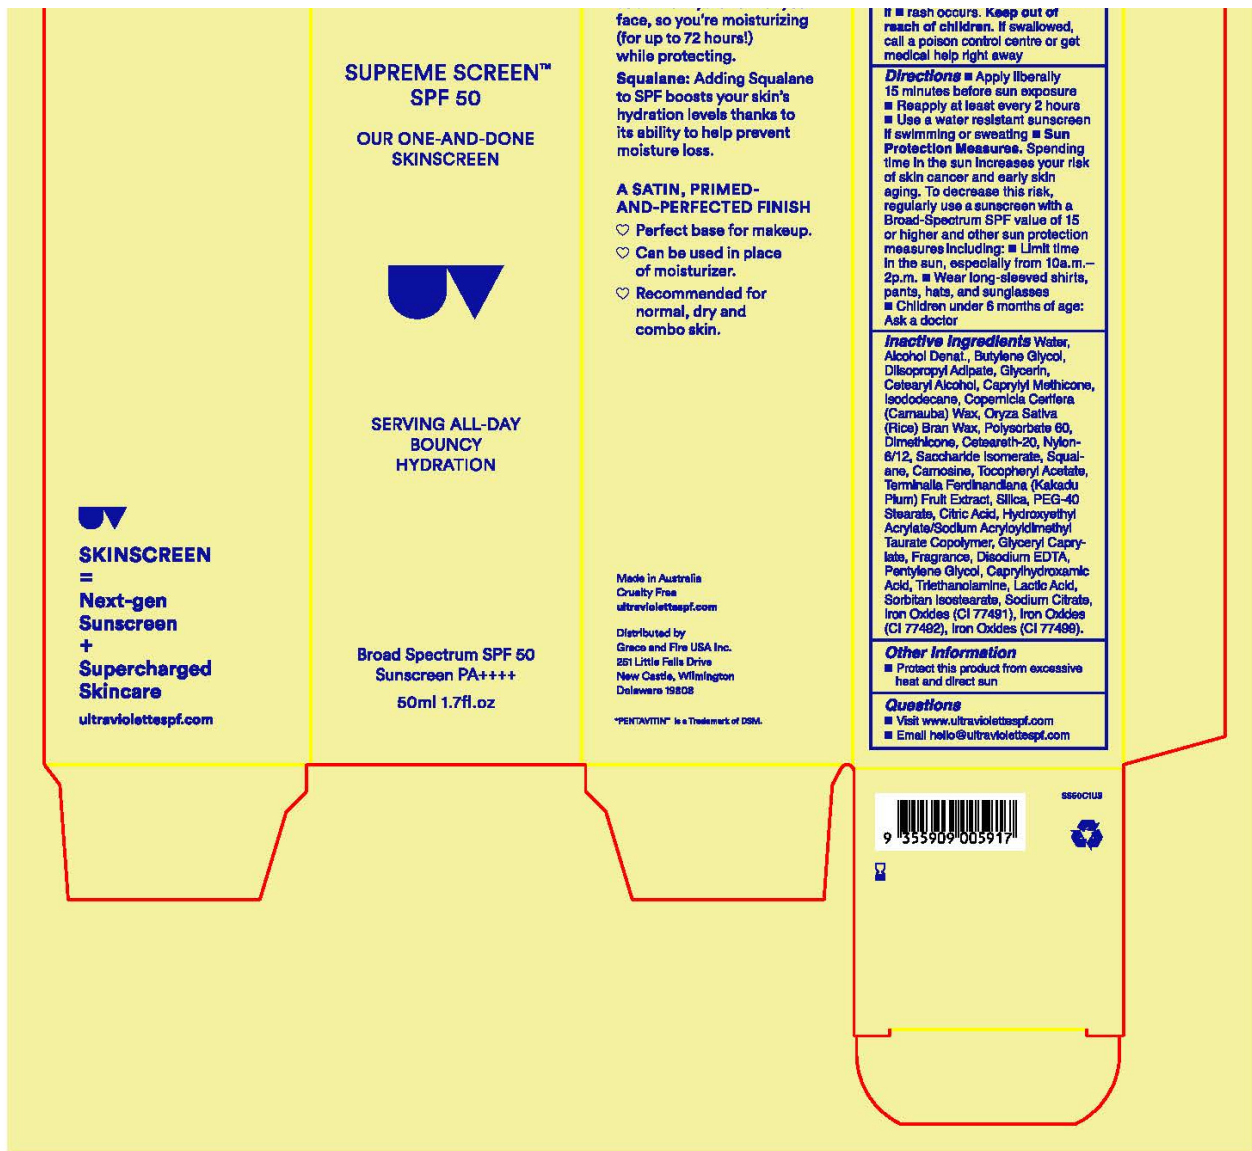 SKINSCREEN
=
Next-gen
Sunscreen
+
Supercharged
Skincare
ultraviolettespf.com
SUPREME SCREEN™
SPF 50
OUR ONE-AND-DONE
SKINSCREEN
SERVING ALL-DAY
BOUNCY
HYDRATION
Broad Spectrum SPF 50
Sunscreen PA++++
50ml 1.7fl.oz
face, so you're moisturizing
(for up to 72 hours!)
while protecting.
Squalane: Adding Squalane
to SPF boosts your skin's
hydration levels thanks to
its ability to help prevent
moisture loss.
A SATIN, PRIMED-
AND-PERFECTED FINISH
♡ Perfect base for makeup.
♡ Can be used in place
of moisturizer.
♡ Recommended for
normal, dry and
combo skin.
Made in Australia
Cruelty Free
ultraviolettespf.com
Distributed by
Grace and Fire USA Inc.
251 Little Falls Drive
New Castle, Wilmington
Delaware 19808
*PENTAVITIN™ is a Trademark of DSM.
if ■ rash occurs. Keep out of
reach of children. If swallowed,
call a poison control centre or get
medical help right away
Directions ■ Apply liberally
15 minutes before sun exposure
■ Reapply at least every 2 hours
■ Use a water resistant sunscreen
if swimming or sweating ■ Sun
Protection Measures. Spending
time in the sun increases your risk
of skin cancer and early skin
aging. To decrease this risk,
regularly use a sunscreen with a
Broad-Spectrum SPF value of 15
or higher and other sun protection
measures including: ■ Limit time
in the sun, especially from 10a.m.–
2p.m. ■ Wear long-sleeved shirts,
pants, hats, and sunglasses
■ Children under 6 months of age:
Ask a doctor
Inactive Ingredients Water,
Alcohol Denat., Butylene Glycol,
Diisopropyl Adipate, Glycerin,
Cetearyl Alcohol, Caprylyl Methicone,
Isododecane, Copernicia Cerifera
(Carnauba) Wax, Oryza Sativa
(Rice) Bran Wax, Polysorbate 60,
Dimethicone, Ceteareth-20, Nylon-
6/12, Saccharide Isomerate, Squal-
ane, Carnosine, Tocopheryl Acetate,
Terminalia Ferdinandiana (Kakadu
Plum) Fruit Extract, Silica, PEG-40
Stearate, Citric Acid, Hydroxyethyl
Acrylate/Sodium Acryloyldimethyl
Taurate Copolymer, Glyceryl Capry-
late, Fragrance, Disodium EDTA,
Pentylene Glycol, Caprylhydroxamic
Acid, Triethanolamine, Lactic Acid,
Sorbitan Isostearate, Sodium Citrate,
Iron Oxides (CI 77491), Iron Oxides
(CI 77492), Iron Oxides (CI 77499).
Other Information
■ Protect this product from excessive
heat and direct sun
Questions
■ Visit www.ultraviolettespf.com
■ Email hello@ultraviolettespf.com
9 355909 005917